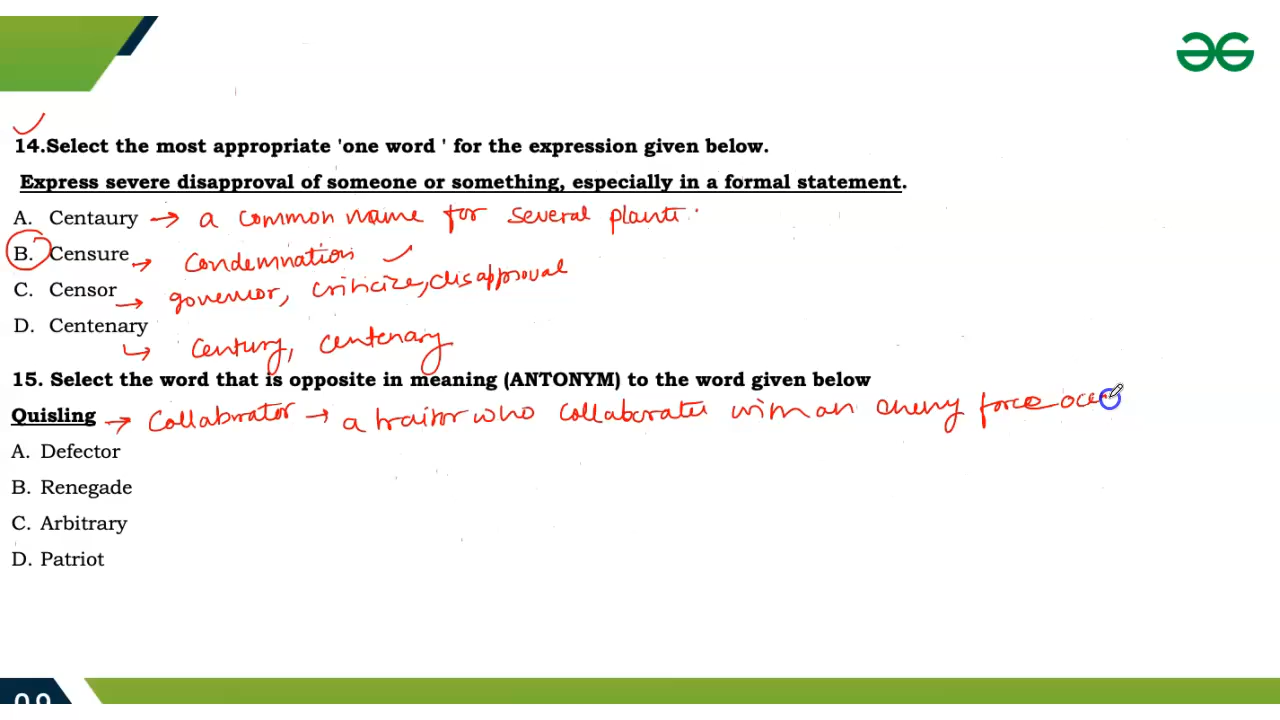 14.Select the most appropriate 'one word ' for the expression given below.
Express severe disapproval of someone or something, especially in a formal statement.
A. Centaury → a common name for several plants.
B. Censure → Condemnation ✓
C. Censor → governor, criticize, disapproval
D. Centenary
↳ century, centenary
15. Select the word that is opposite in meaning (ANTONYM) to the word given below
Quisling → Collaborator → a traitor who collaborates with an enemy force
A. Defector
B. Renegade
C. Arbitrary
D. Patriot